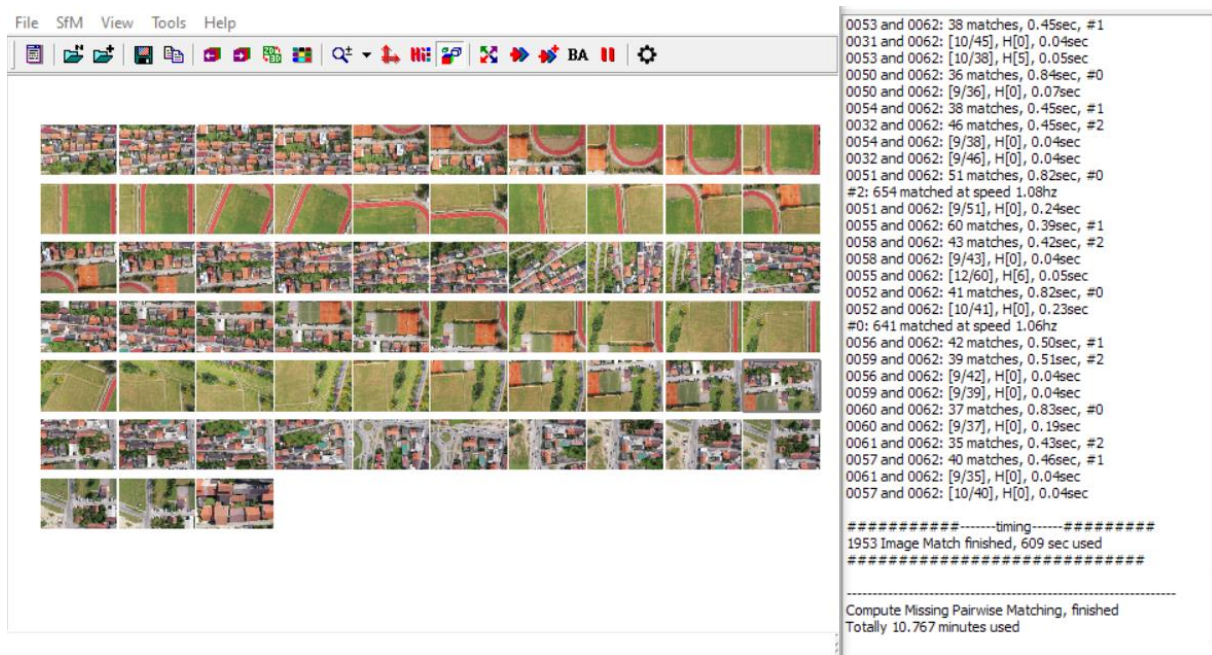 File SfM View Tools Help
BA
0053 and 0062: 38 matches, 0.45sec, #1
0031 and 0062: [10/45], H[0], 0.04sec
0053 and 0062: [10/38], H[5], 0.05sec
0050 and 0062: 36 matches, 0.84sec, #0
0050 and 0062: [9/36], H[0], 0.07sec
0054 and 0062: 38 matches, 0.45sec, #1
0032 and 0062: 46 matches, 0.45sec, #2
0054 and 0062: [9/38], H[0], 0.04sec
0032 and 0062: [9/46], H[0], 0.04sec
0051 and 0062: 51 matches, 0.82sec, #0
#2: 654 matched at speed 1.08hz
0051 and 0062: [9/51], H[0], 0.24sec
0055 and 0062: 60 matches, 0.39sec, #1
0058 and 0062: 43 matches, 0.42sec, #2
0058 and 0062: [9/43], H[0], 0.04sec
0055 and 0062: [12/60], H[6], 0.05sec
0052 and 0062: 41 matches, 0.82sec, #0
0052 and 0062: [10/41], H[0], 0.23sec
#0: 641 matched at speed 1.06hz
0056 and 0062: 42 matches, 0.50sec, #1
0059 and 0062: 39 matches, 0.51sec, #2
0056 and 0062: [9/42], H[0], 0.04sec
0059 and 0062: [9/39], H[0], 0.04sec
0060 and 0062: 37 matches, 0.83sec, #0
0060 and 0062: [9/37], H[0], 0.19sec
0061 and 0062: 35 matches, 0.43sec, #2
0057 and 0062: 40 matches, 0.46sec, #1
0061 and 0062: [9/35], H[0], 0.04sec
0057 and 0062: [10/40], H[0], 0.04sec
###########-------timing------#########
1953 Image Match finished, 609 sec used
#############################
----------------------------------------------------------------
Compute Missing Pairwise Matching, finished
Totally 10.767 minutes used